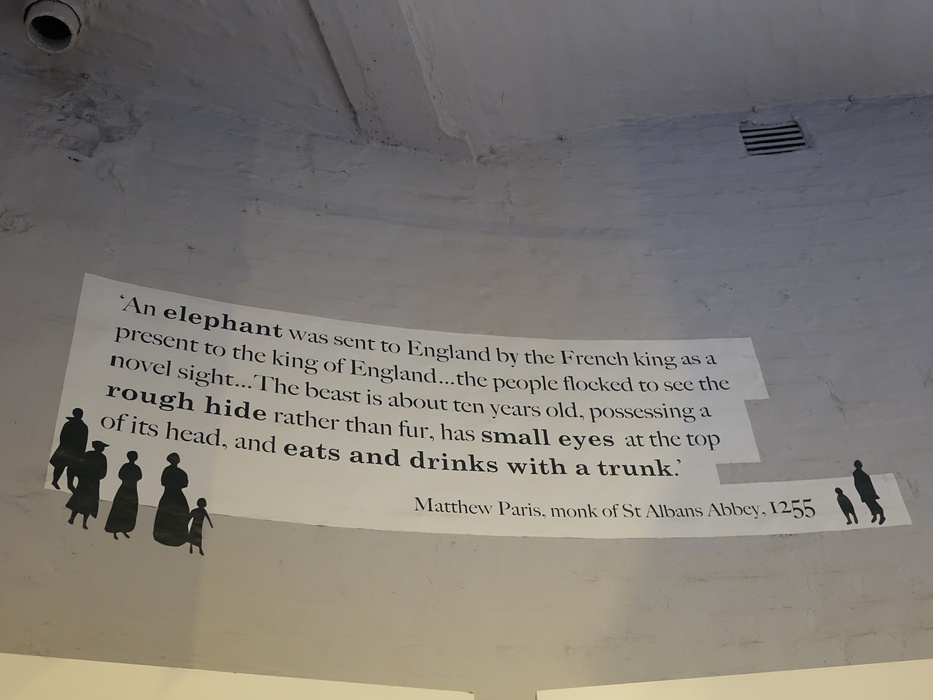 ‘An elephant was sent to England by the French king as a
present to the king of England...the people flocked to see the
novel sight...The beast is about ten years old, possessing a
rough hide rather than fur, has small eyes at the top
of its head, and eats and drinks with a trunk.’
Matthew Paris, monk of St Albans Abbey, 1255